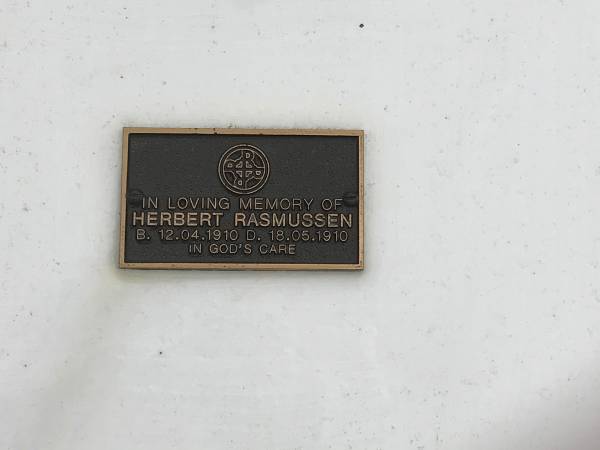 IN LOVING MEMORY OF
HERBERT RASMUSSEN
B. 12.04.1910 D. 18.05.1910
IN GOD'S CARE